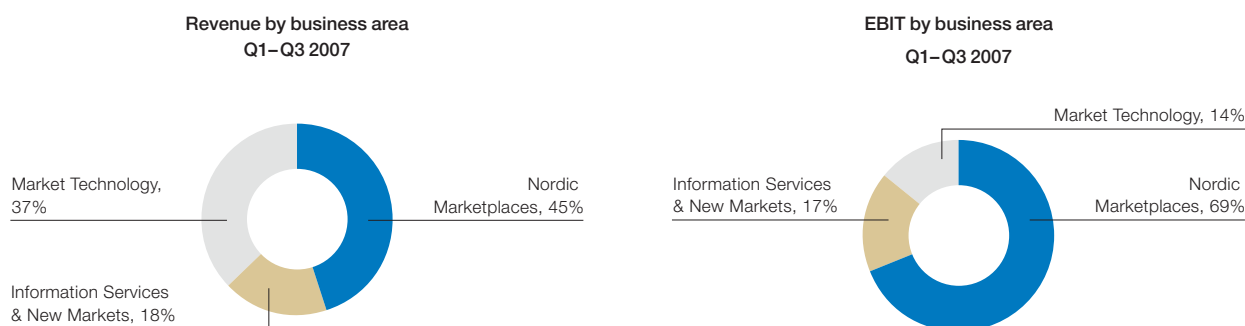 Revenue by business area
Q1–Q3 2007
Market Technology,
37%
Nordic
Marketplaces, 45%
Information Services
& New Markets, 18%
EBIT by business area
Q1–Q3 2007
Market Technology, 14%
Information Services
& New Markets, 17%
Nordic
Marketplaces, 69%